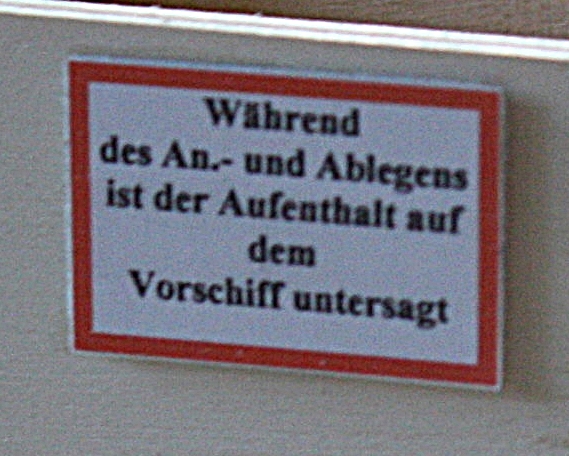 Während
des An.- und Ablegens
ist der Aufenthalt auf
dem
Vorschiff untersagt